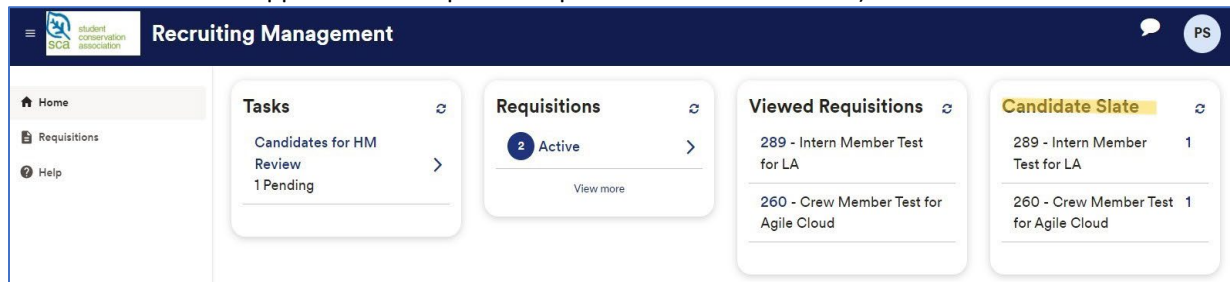 student
conservation
association
sca
Recruiting Management
PS
Home
Requisitions
Help
Tasks
Candidates for HM
Review
1 Pending
Requisitions
2 Active
View more
Viewed Requisitions
289 - Intern Member Test
for LA
260 - Crew Member Test for
Agile Cloud
Candidate Slate
289 - Intern Member 1
Test for LA
260 - Crew Member Test 1
for Agile Cloud